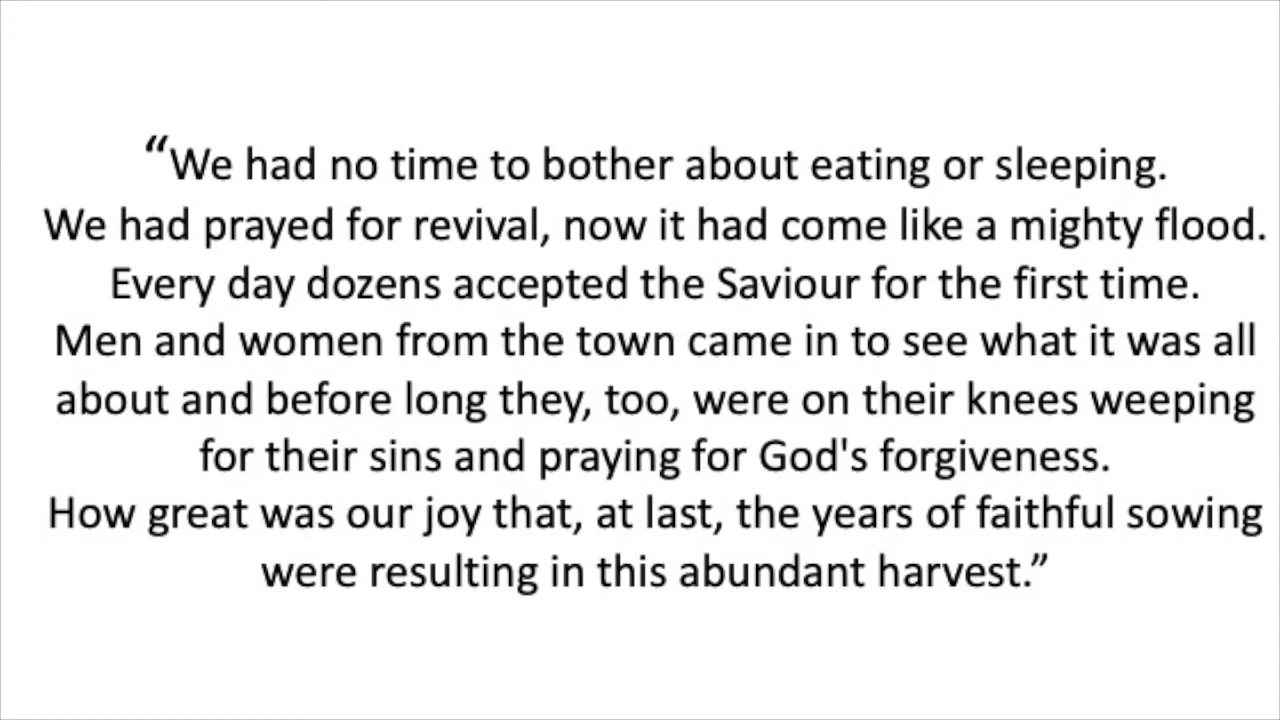 “We had no time to bother about eating or sleeping.
We had prayed for revival, now it had come like a mighty flood.
Every day dozens accepted the Saviour for the first time.
Men and women from the town came in to see what it was all
about and before long they, too, were on their knees weeping
for their sins and praying for God's forgiveness.
How great was our joy that, at last, the years of faithful sowing
were resulting in this abundant harvest.”